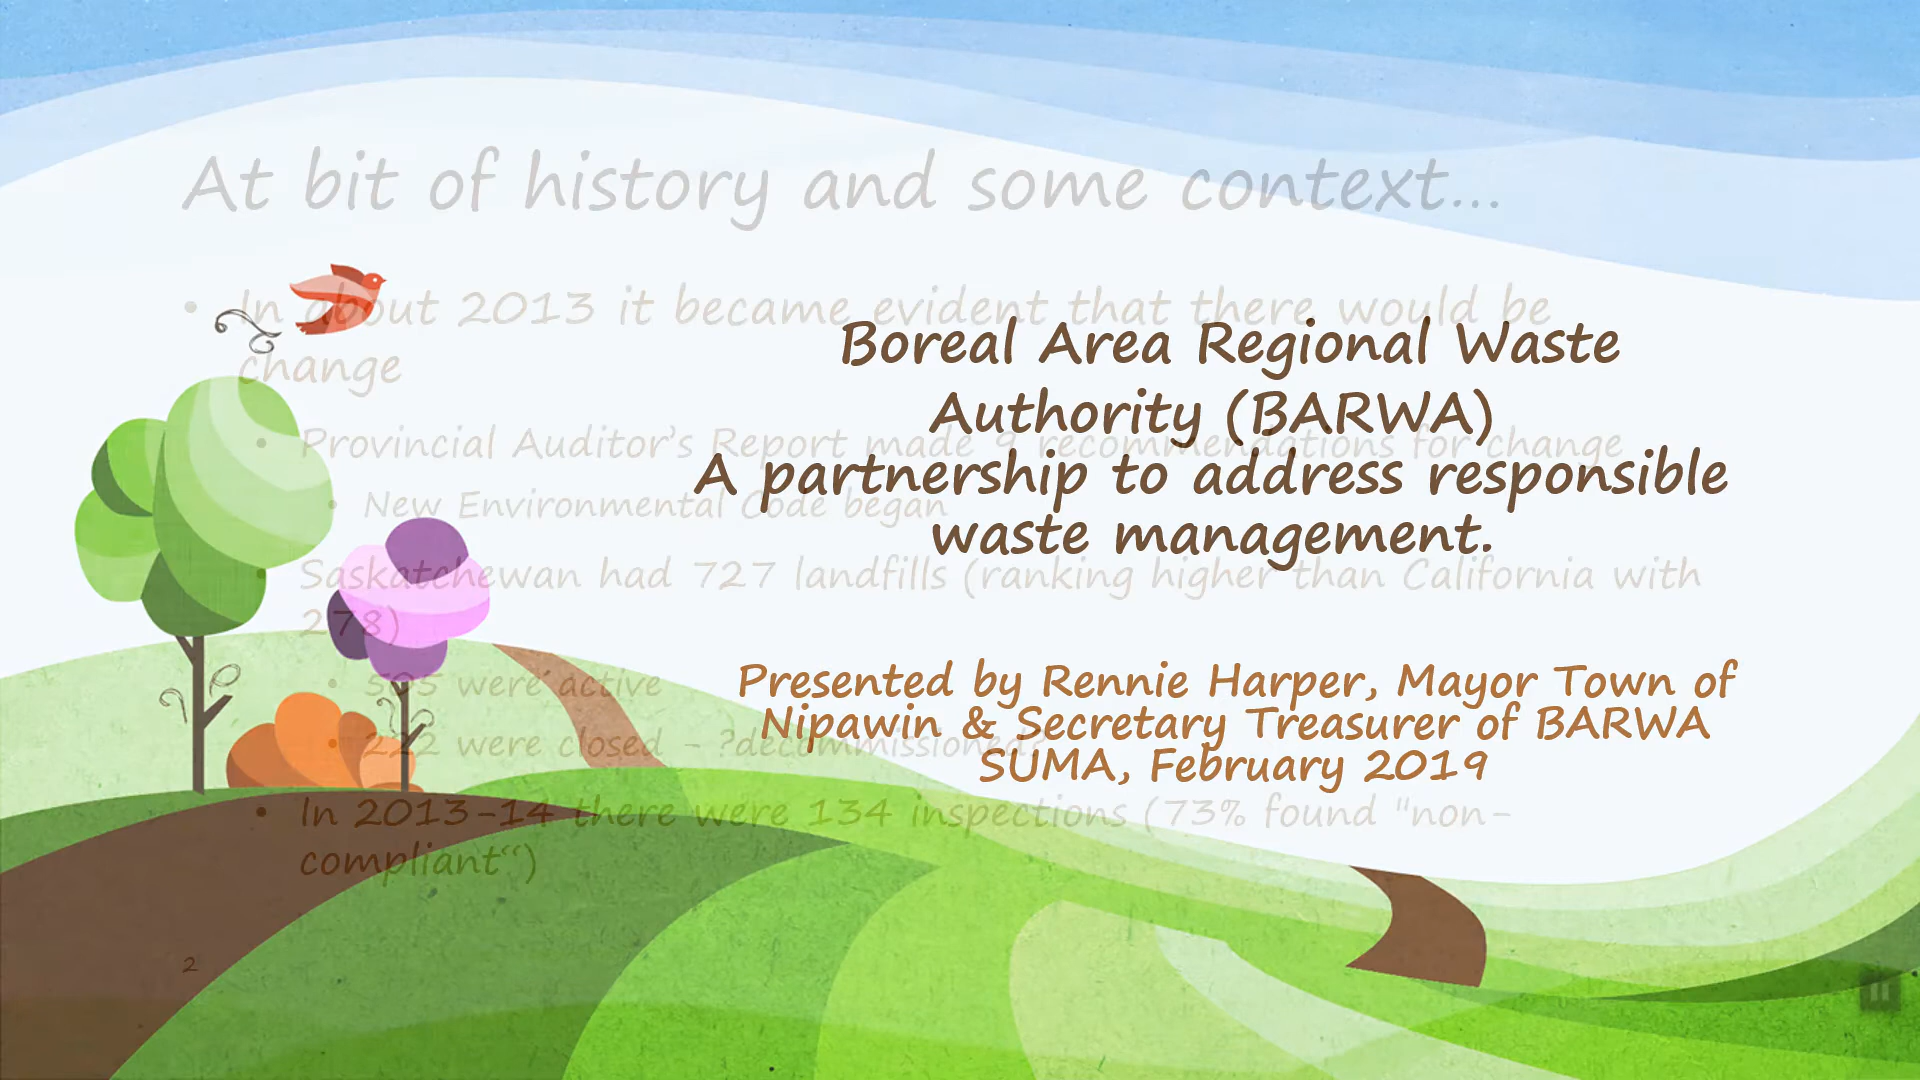 At bit of history and some context...
• In about 2013 it became evident that there would be
change
• Provincial Auditor's Report made 9 recommendations for change
• New Environmental Code began
• Saskatchewan had 727 landfills (ranking higher than California with
278)
• 505 were active
• 222 were closed - ?decommissioned?
• In 2013-14 there were 134 inspections (73% found "non-
compliant“)
2
Boreal Area Regional Waste
Authority (BARWA)
A partnership to address responsible
waste management.
Presented by Rennie Harper, Mayor Town of
Nipawin & Secretary Treasurer of BARWA
SUMA, February 2019